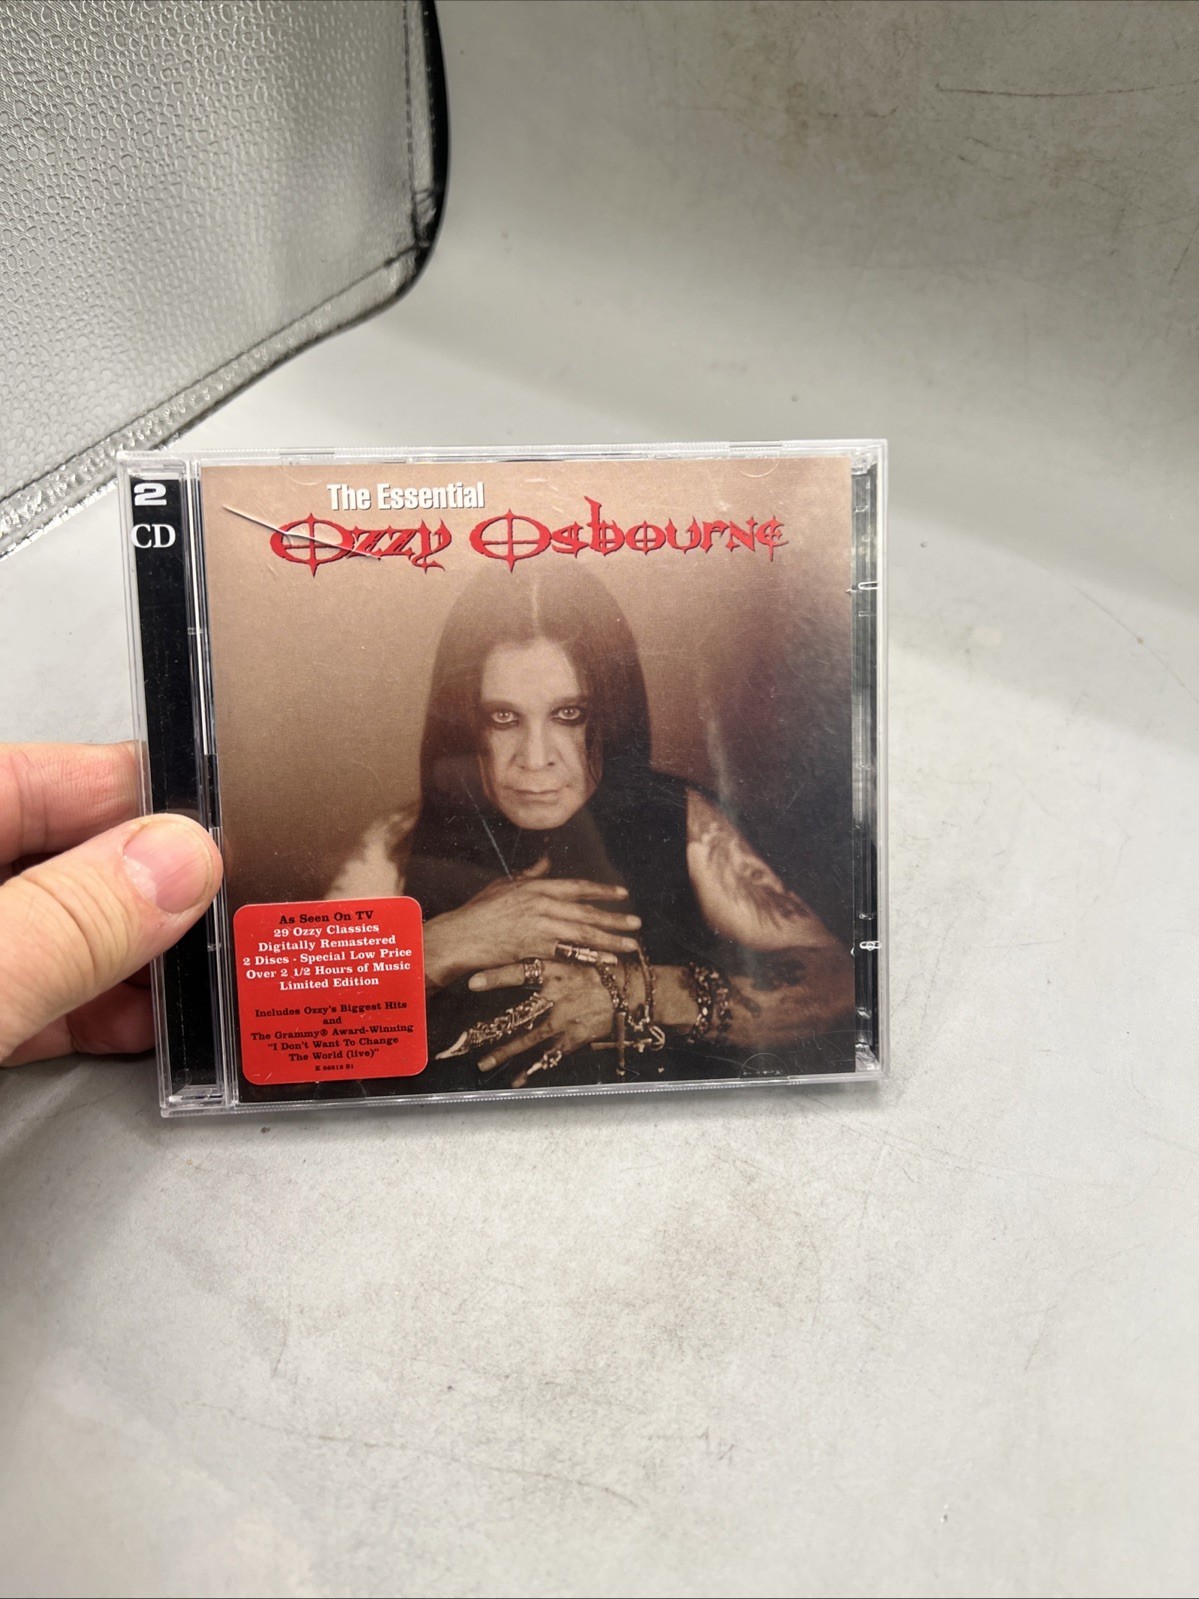 2
CD
The Essential
Ozzy Osbourne
As Seen On TV
29 Ozzy Classics
Digitally Remastered
2 Discs - Special Low Price
Over 2 1/2 Hours of Music
Limited Edition
Includes Ozzy's Biggest Hits
and
The Grammy® Award-Winning
"I Don't Want To Change
The World (live)"